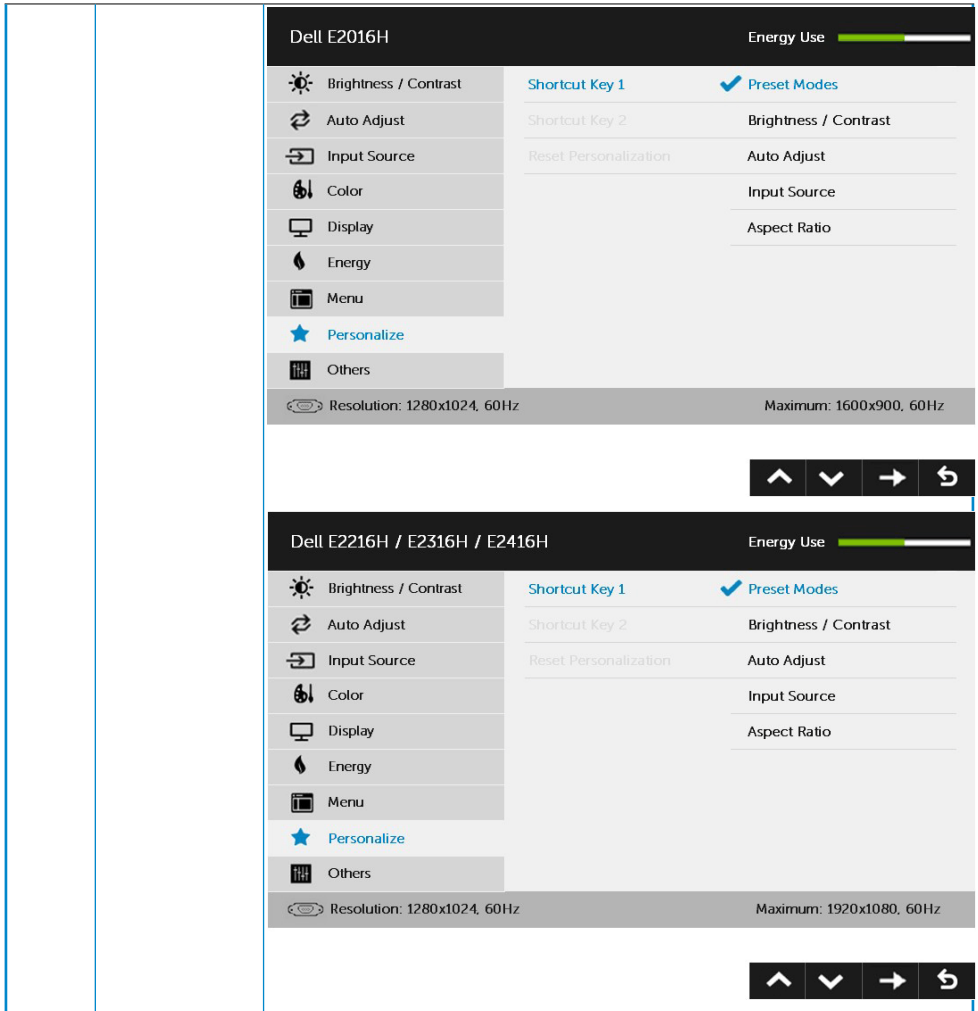 Dell E2016H Energy Use
Brightness / Contrast Shortcut Key 1 Preset Modes
Auto Adjust Shortcut Key 2 Brightness / Contrast
Input Source Reset Personalization Auto Adjust
Color Input Source
Display Aspect Ratio
Energy
Menu
Personalize
Others
Resolution: 1280x1024, 60Hz Maximum: 1600x900, 60Hz
Dell E2216H / E2316H / E2416H Energy Use
Brightness / Contrast Shortcut Key 1 Preset Modes
Auto Adjust Shortcut Key 2 Brightness / Contrast
Input Source Reset Personalization Auto Adjust
Color Input Source
Display Aspect Ratio
Energy
Menu
Personalize
Others
Resolution: 1280x1024, 60Hz Maximum: 1920x1080, 60Hz